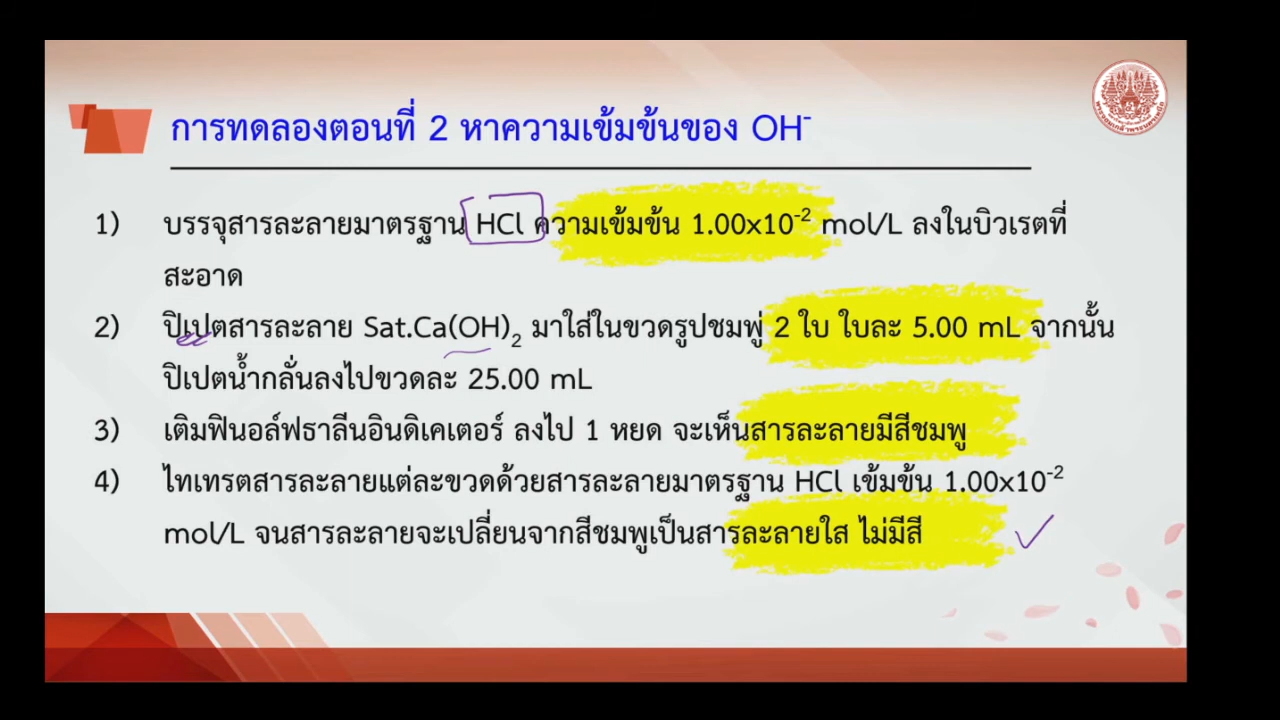 การทดลองตอนที่ 2 หาความเข้มข้นของ OH⁻
1) บรรจุสารละลายมาตรฐาน HCl ความเข้มข้น 1.00x10⁻² mol/L ลงในบิวเรตที่
สะอาด
2) ปิเปตสารละลาย Sat.Ca(OH)₂ มาใส่ในขวดรูปชมพู่ 2 ใบ ใบละ 5.00 mL จากนั้น
ปิเปตน้ำกลั่นลงไปขวดละ 25.00 mL
3) เติมฟินอล์ฟธาลีนอินดิเคเตอร์ ลงไป 1 หยด จะเห็นสารละลายมีสีชมพู
4) ไทเทรตสารละลายแต่ละขวดด้วยสารละลายมาตรฐาน HCl เข้มข้น 1.00x10⁻²
mol/L จนสารละลายจะเปลี่ยนจากสีชมพูเป็นสารละลายใส ไม่มีสี